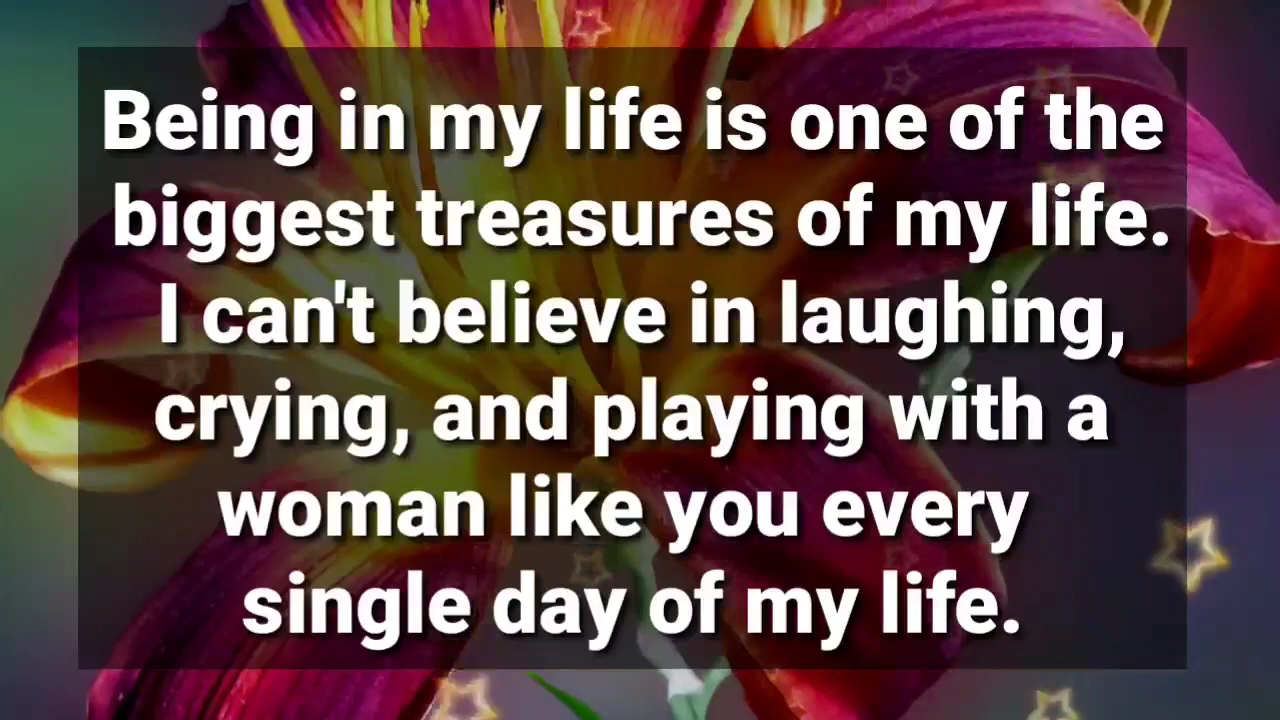 Being in my life is one of the
biggest treasures of my life.
I can't believe in laughing,
crying, and playing with a
woman like you every
single day of my life.